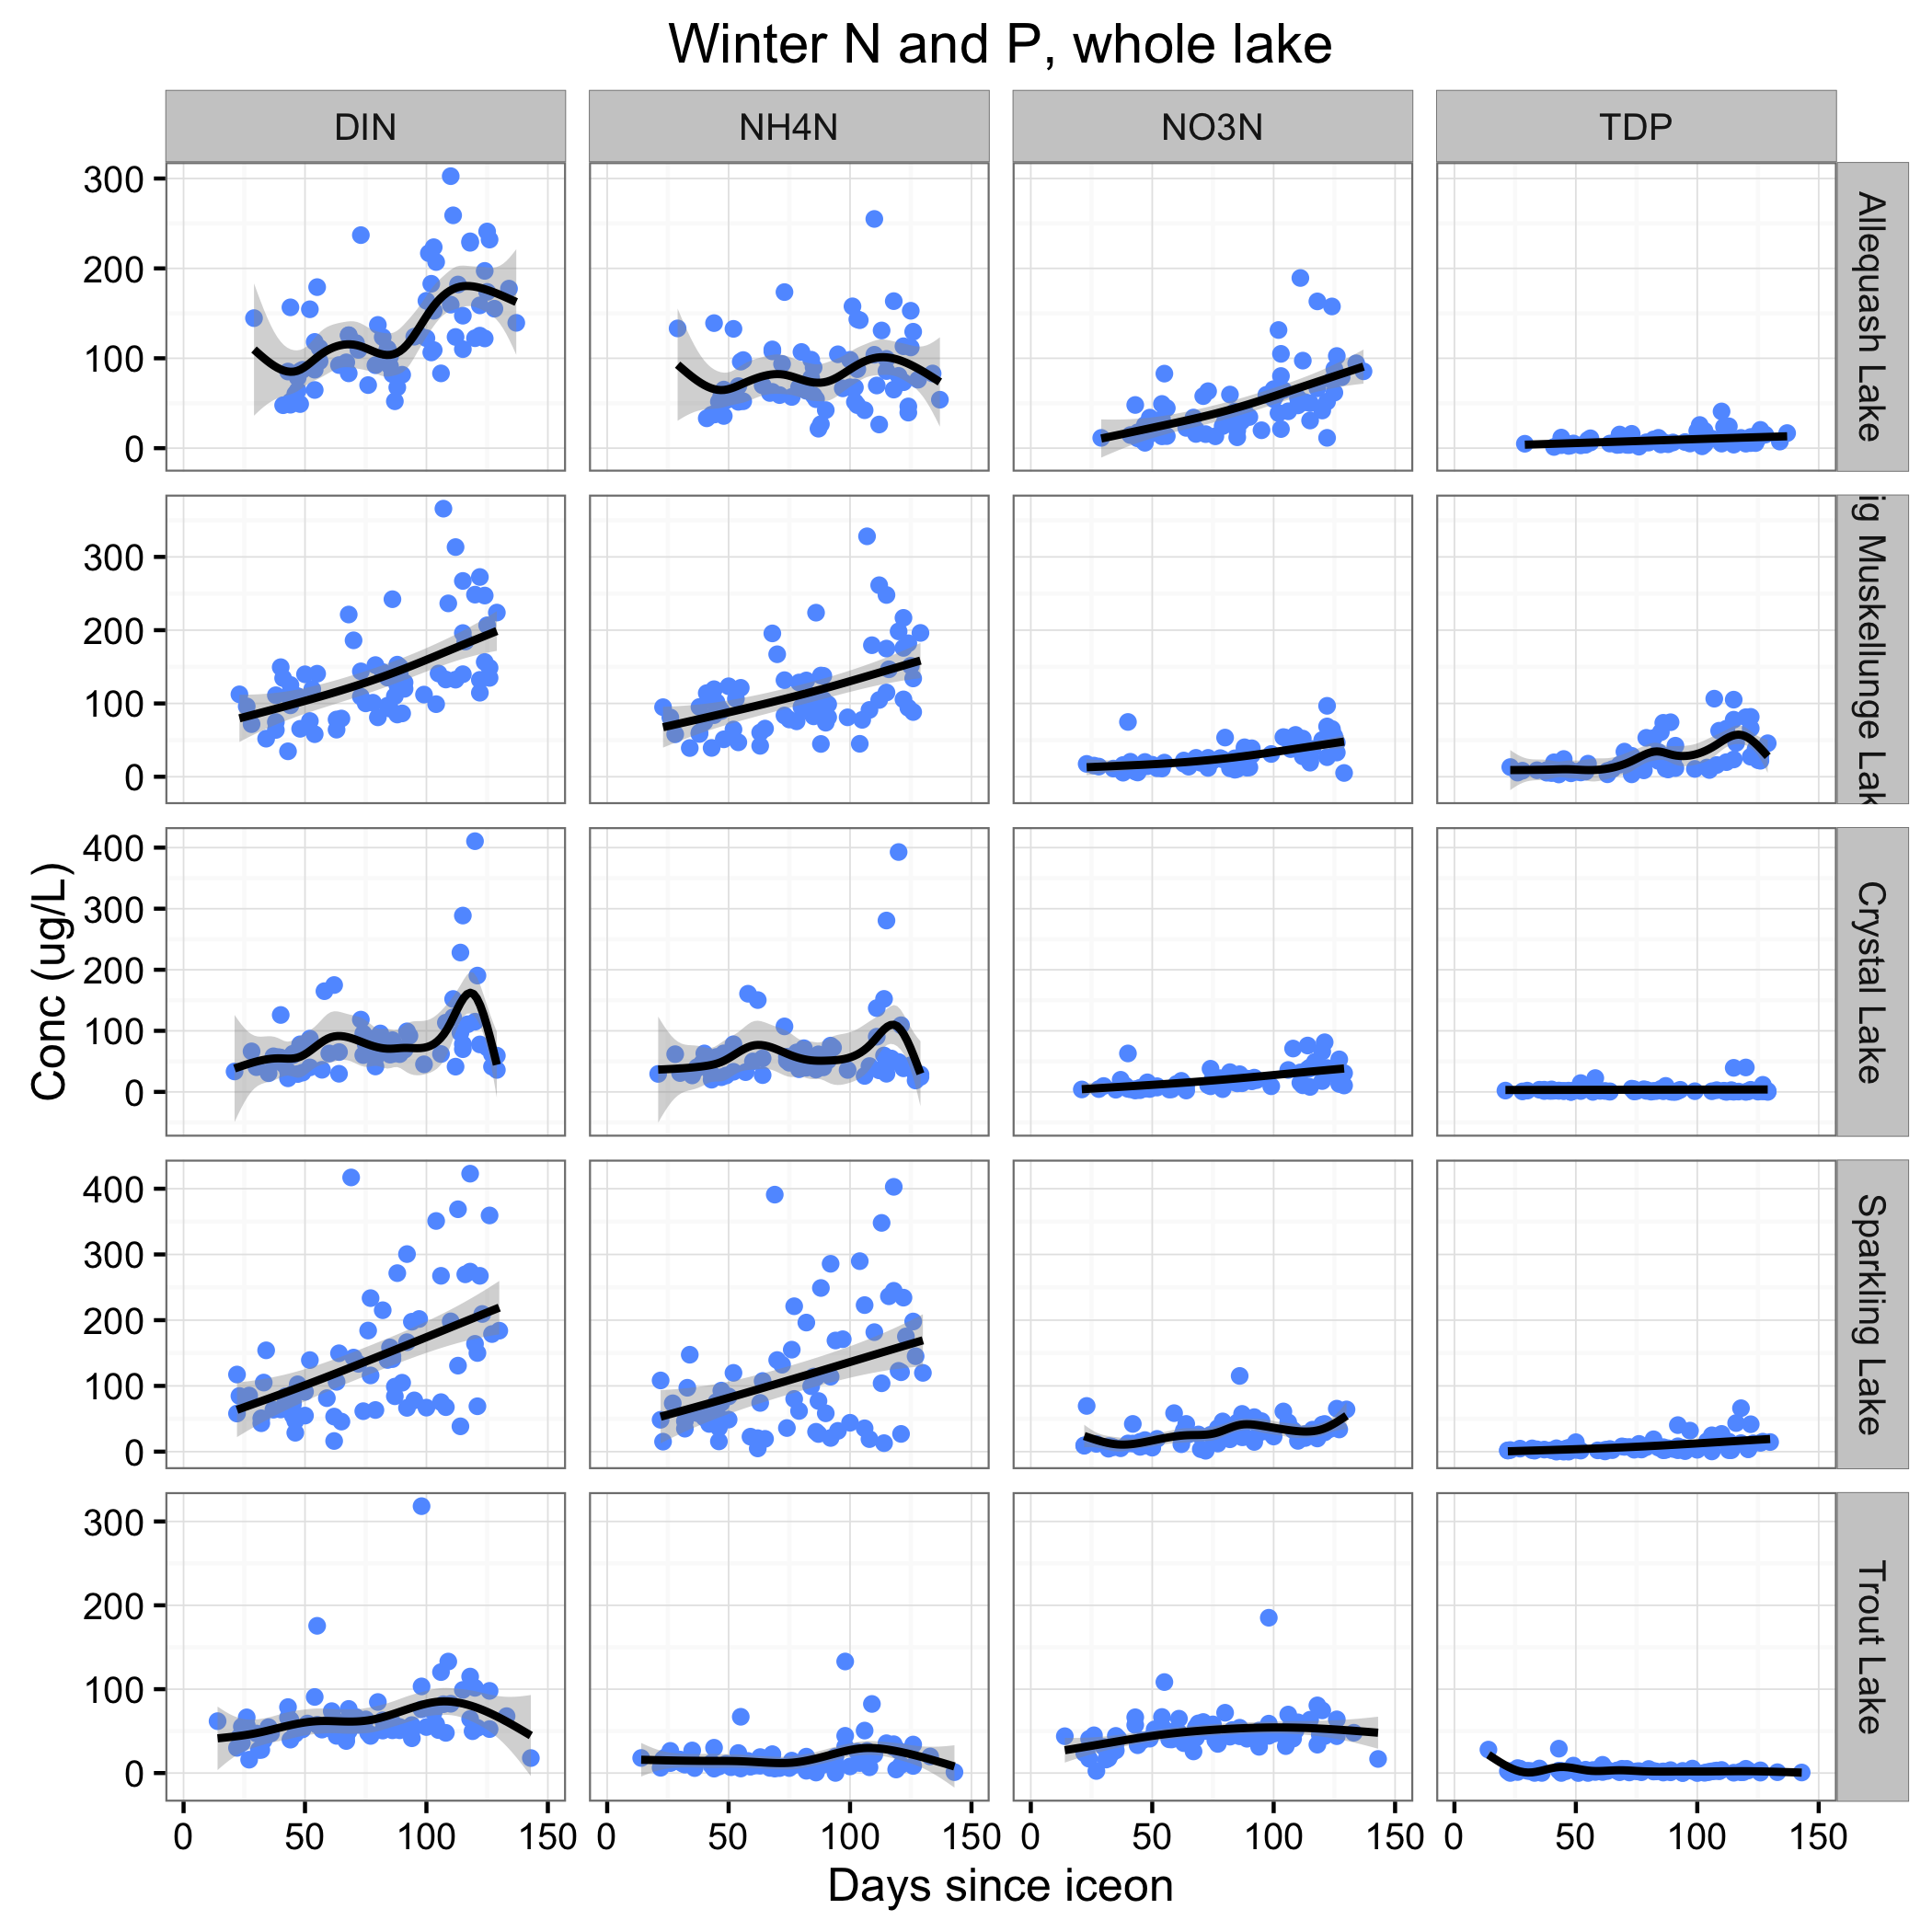 Winter N and P, whole lake
DIN NH4N NO3N TDP
300
200
100
0
Allequash Lake
300
200
100
0
ig Muskellunge Lak
400
300
200
100
0
Crystal Lake
400
300
200
100
0
Sparkling Lake
300
200
100
0
Trout Lake
Conc (ug/L)
0 50 100 150 0 50 100 150 0 50 100 150 0 50 100 150
Days since iceon